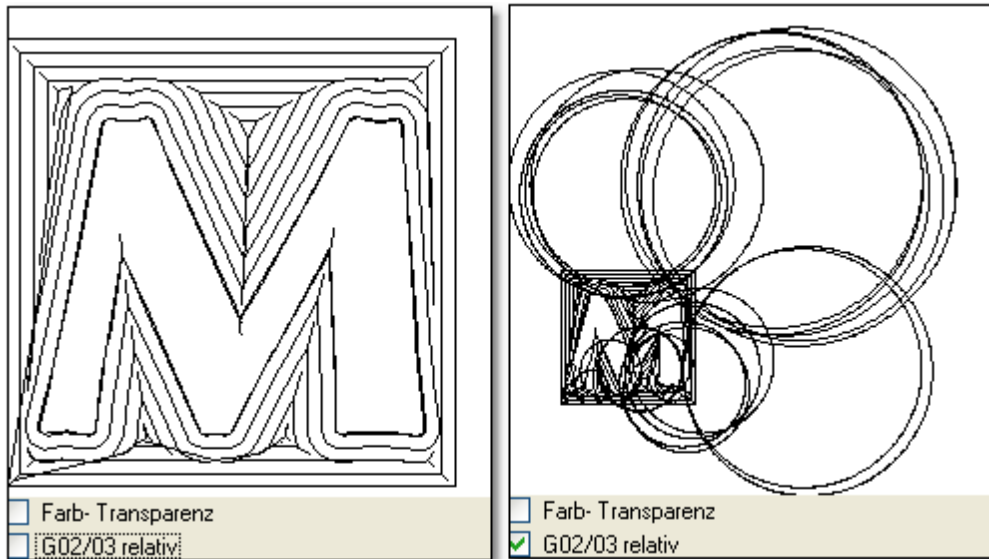 M
Farb- Transparenz
G02/03 relativ
M
Farb- Transparenz
G02/03 relativ